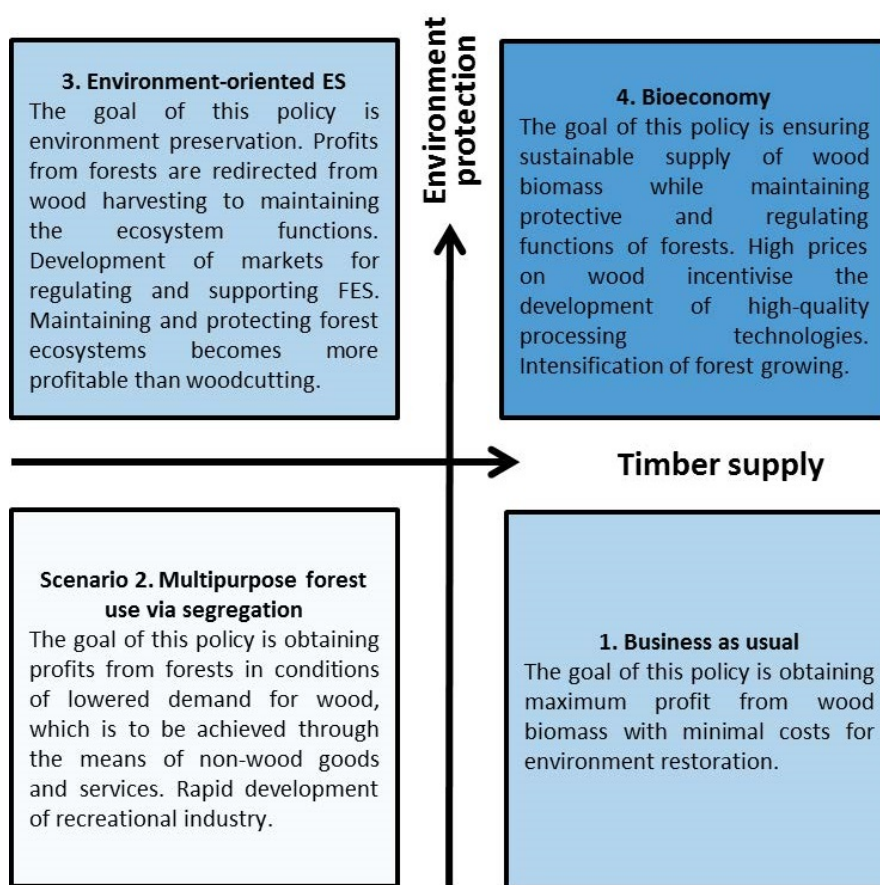 Environment
protection
3. Environment-oriented ES
The goal of this policy is
environment preservation. Profits
from forests are redirected from
wood harvesting to maintaining
the ecosystem functions.
Development of markets for
regulating and supporting FES.
Maintaining and protecting forest
ecosystems becomes more
profitable than woodcutting.
4. Bioeconomy
The goal of this policy is ensuring
sustainable supply of wood
biomass while maintaining
protective and regulating
functions of forests. High prices
on wood incentivise the
development of high-quality
processing technologies.
Intensification of forest growing.
Timber supply
Scenario 2. Multipurpose forest
use via segregation
The goal of this policy is obtaining
profits from forests in conditions
of lowered demand for wood,
which is to be achieved through
the means of non-wood goods
and services. Rapid development
of recreational industry.
1. Business as usual
The goal of this policy is obtaining
maximum profit from wood
biomass with minimal costs for
environment restoration.